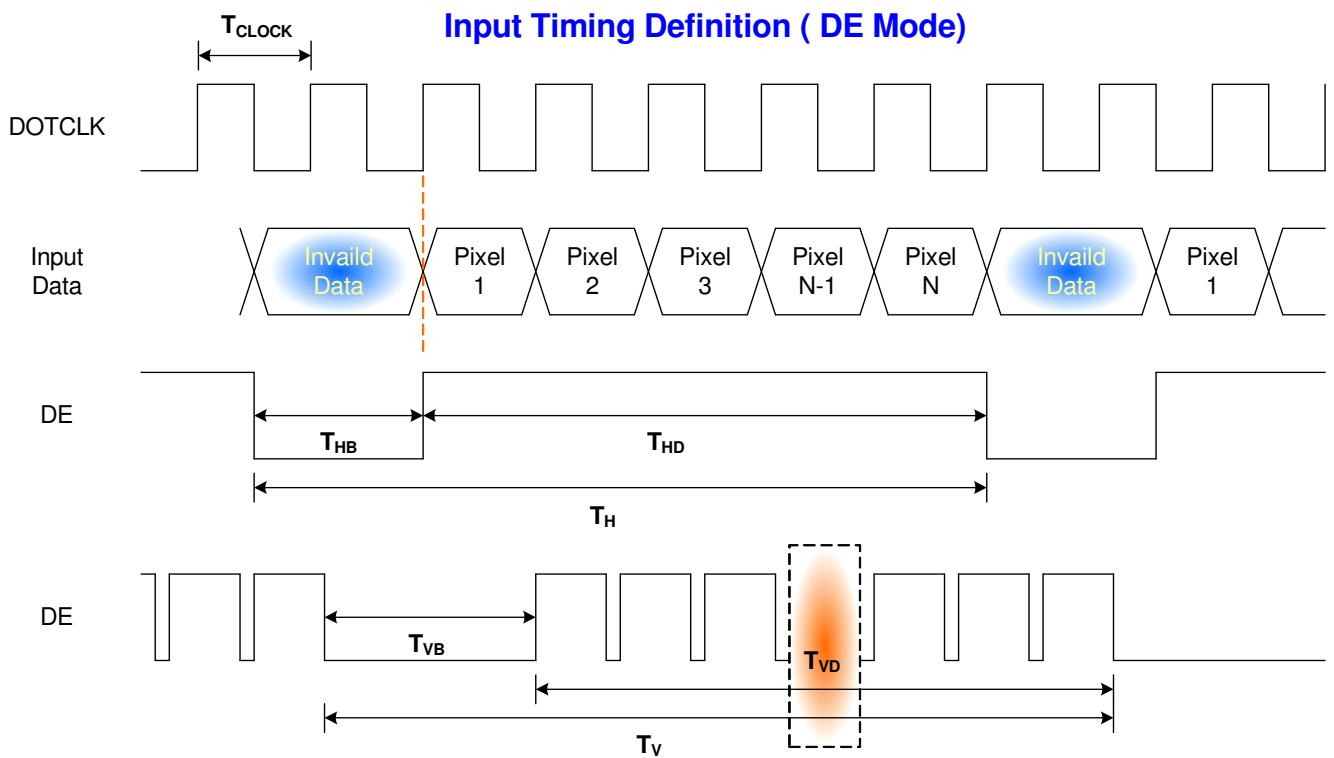 Input Timing Definition ( DE Mode)
TCLOCK
DOTCLK
Input
Data
Invaild
Data
Pixel
1
Pixel
2
Pixel
3
Pixel
N-1
Pixel
N
Invaild
Data
Pixel
1
DE
THB
THD
TH
DE
TVB
TVD
TV